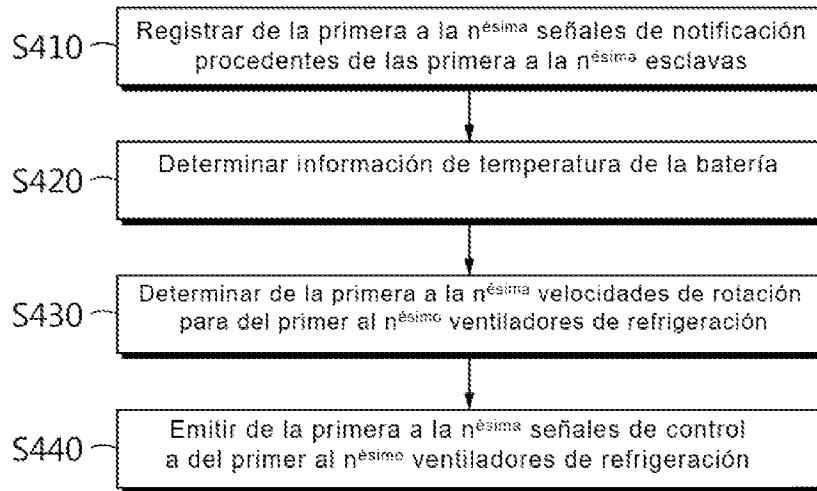 S410
Registrar de la primera a la nésima señales de notificación
procedentes de las primera a la nésima esclavas
S420
Determinar información de temperatura de la batería
S430
Determinar de la primera a la nésima velocidades de rotación
para del primer al nésimo ventiladores de refrigeración
S440
Emitir de la primera a la nésima señales de control
a del primer al nésimo ventiladores de refrigeración